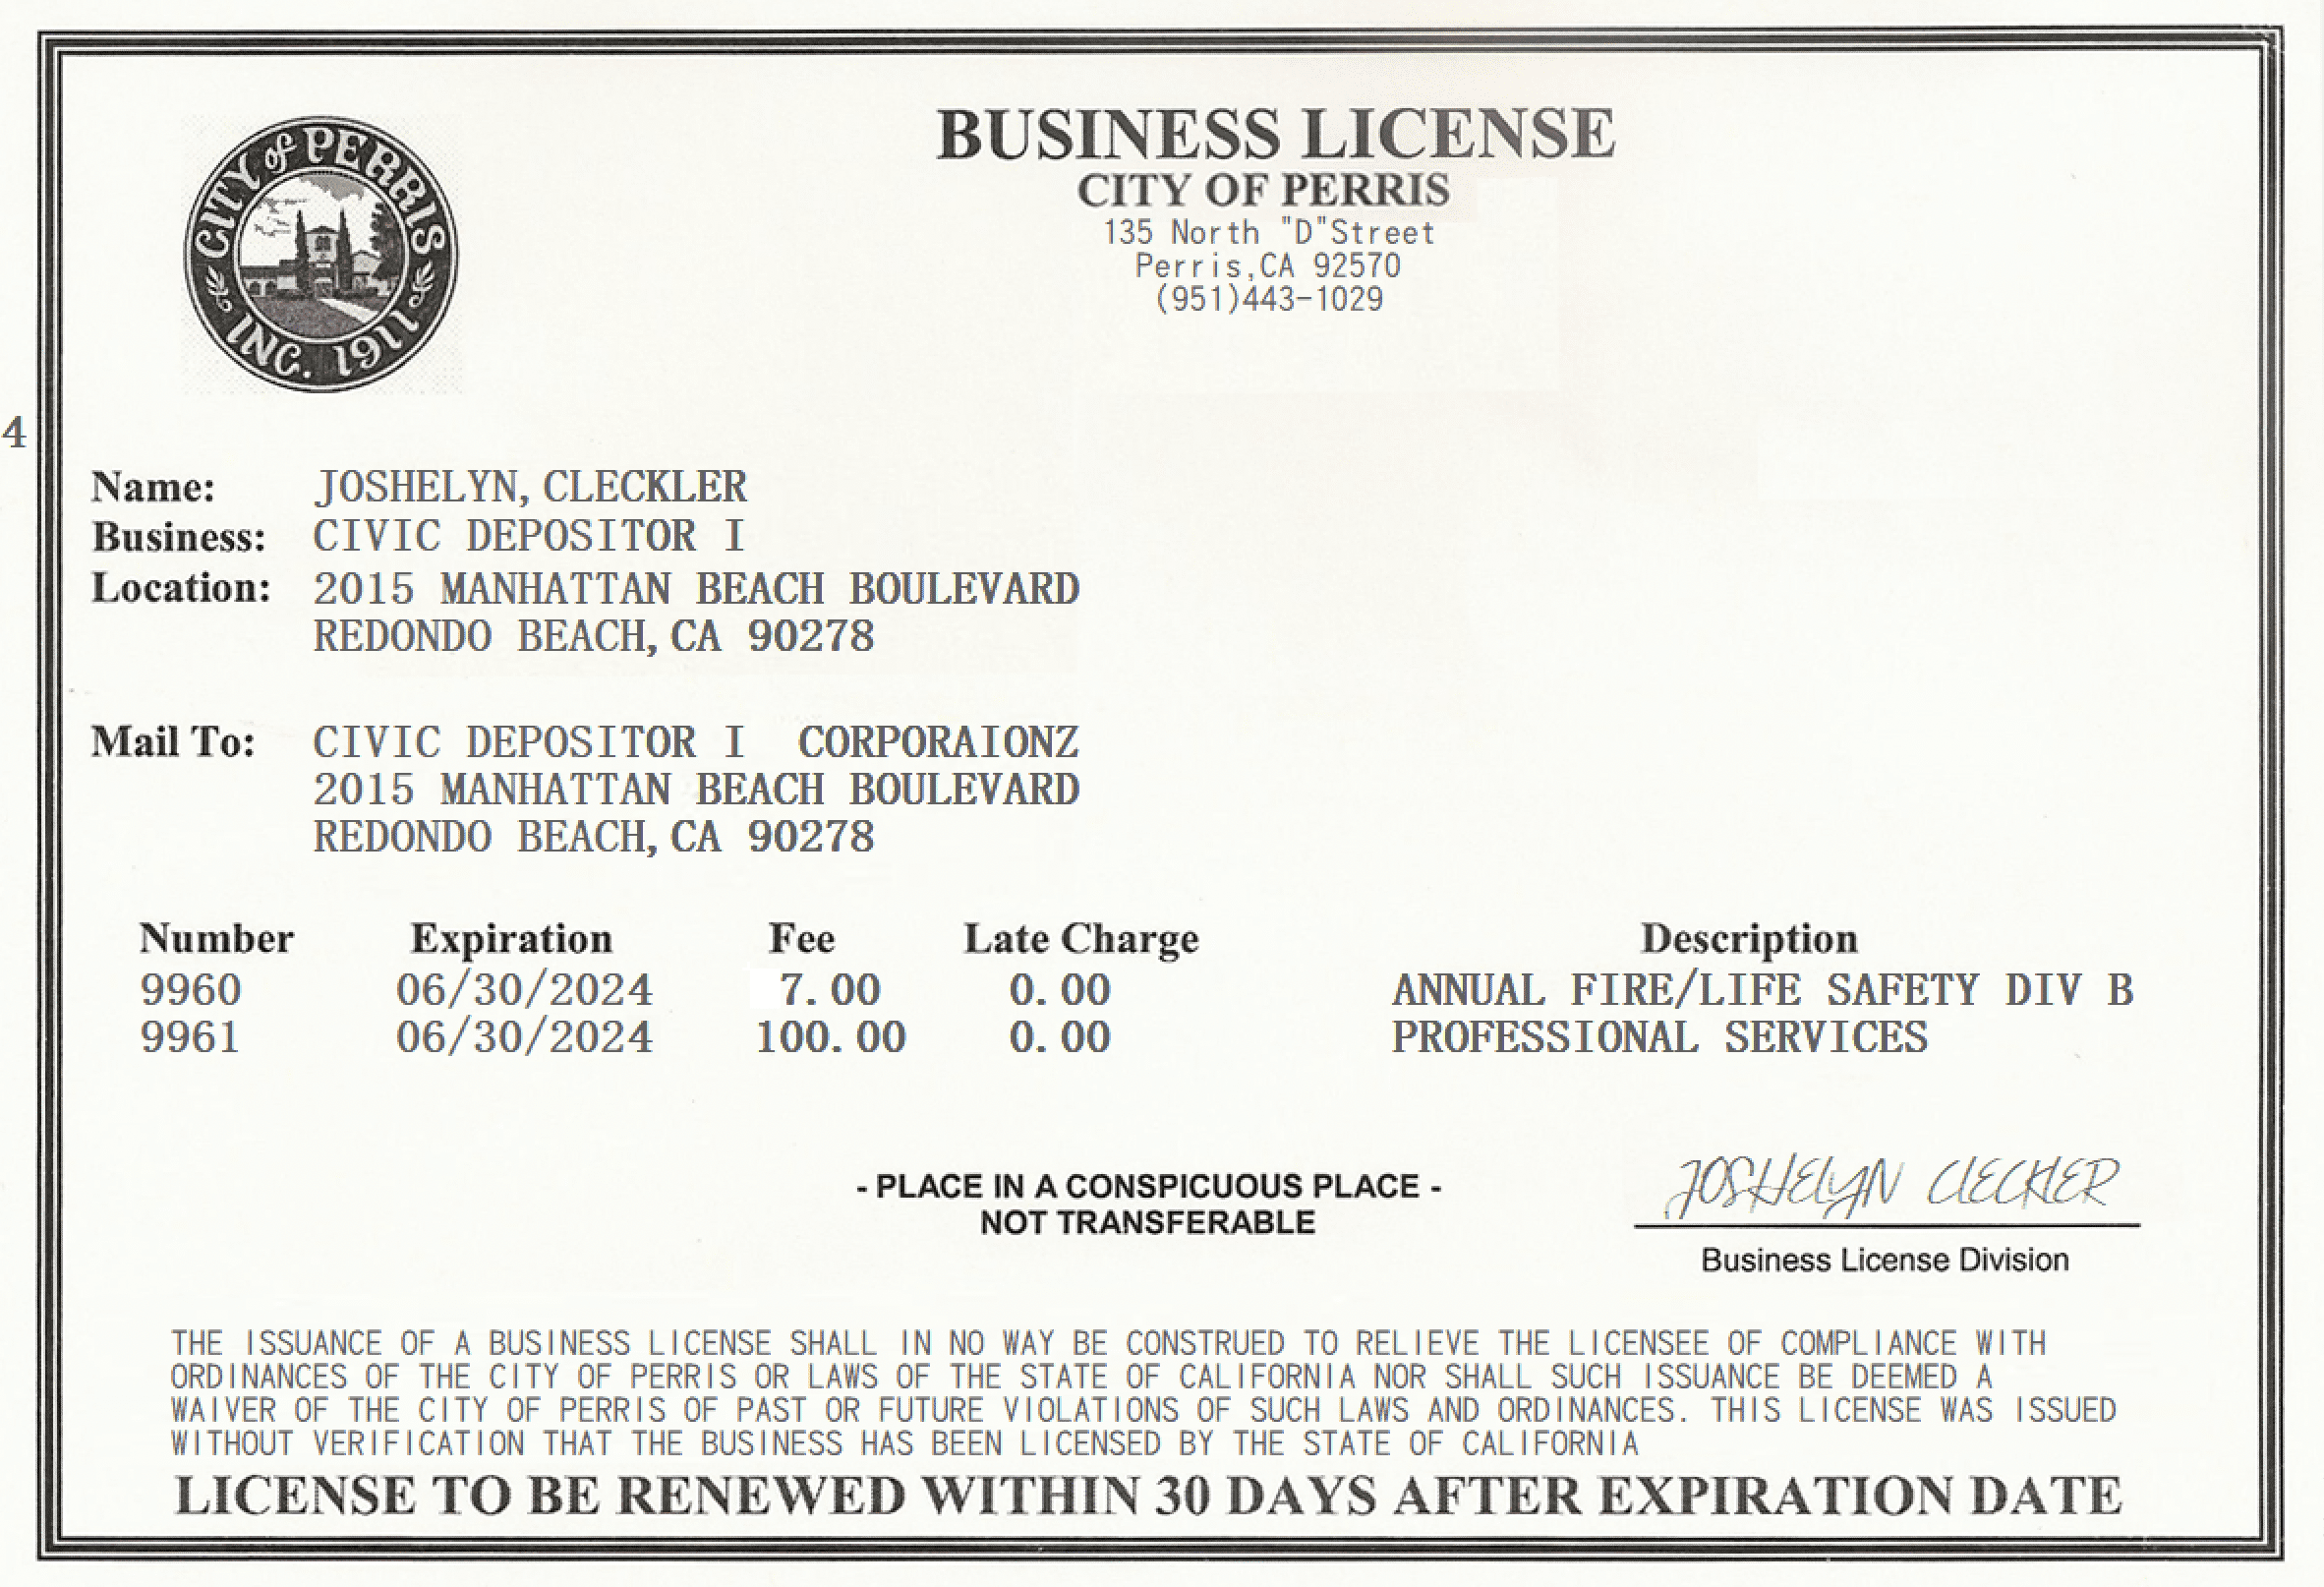 BUSINESS LICENSE
CITY OF PERRIS
135 North "D"Street
Perris,CA 92570
(951)443-1029
CITY of PERRIS
INC. 1911
4
Name: JOSHELYN, CLECKLER
Business: CIVIC DEPOSITOR I
Location: 2015 MANHATTAN BEACH BOULEVARD
REDONDO BEACH, CA 90278
Mail To: CIVIC DEPOSITOR I CORPORAIONZ
2015 MANHATTAN BEACH BOULEVARD
REDONDO BEACH, CA 90278
Number Expiration Fee Late Charge Description
9960 06/30/2024 7.00 0.00 ANNUAL FIRE/LIFE SAFETY DIV B
9961 06/30/2024 100.00 0.00 PROFESSIONAL SERVICES
- PLACE IN A CONSPICUOUS PLACE -
NOT TRANSFERABLE
JOSHELYN CLECKLER
Business License Division
THE ISSUANCE OF A BUSINESS LICENSE SHALL IN NO WAY BE CONSTRUED TO RELIEVE THE LICENSEE OF COMPLIANCE WITH
ORDINANCES OF THE CITY OF PERRIS OR LAWS OF THE STATE OF CALIFORNIA NOR SHALL SUCH ISSUANCE BE DEEMED A
WAIVER OF THE CITY OF PERRIS OF PAST OR FUTURE VIOLATIONS OF SUCH LAWS AND ORDINANCES. THIS LICENSE WAS ISSUED
WITHOUT VERIFICATION THAT THE BUSINESS HAS BEEN LICENSED BY THE STATE OF CALIFORNIA
LICENSE TO BE RENEWED WITHIN 30 DAYS AFTER EXPIRATION DATE